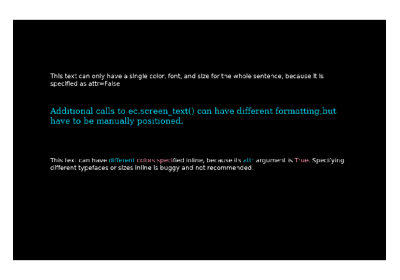 This text can only have a single color, font, and size for the whole sentence, because it is
specified as attr=False
Additional calls to ec.screen_text() can have different formatting,but
have to be manually positioned.
This text can have different colors specified inline, because its attr argument is True. Specifying
different typefaces or sizes inline is buggy and not recommended.